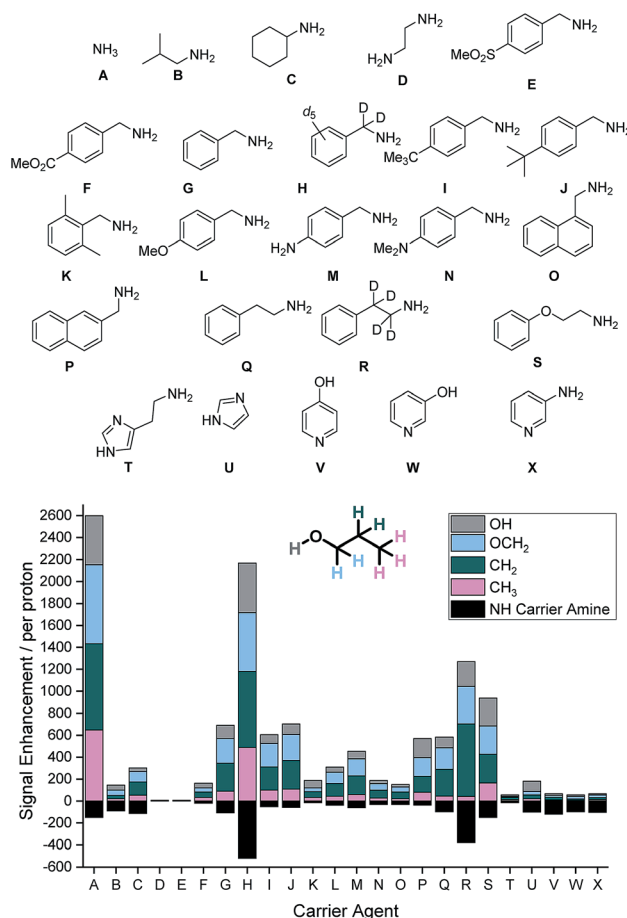 NH3
A
NH2
B
NH2
C
NH2
H2N
D
NH2
MeO2S
E
NH2
MeO2C
F
NH2
G
d5
D D
NH2
H
NH2
Me3C
I
NH2
J
NH2
K
NH2
MeO
L
NH2
H2N
M
NH2
Me2N
N
NH2
O
NH2
P
NH2
Q
D
D
NH2
D D
R
O
NH2
S
NH2
N
HN
T
N
HN
U
OH
N
V
OH
N
W
NH2
N
X
H H
H O H
H
H H H
OH
OCH2
CH2
CH3
NH Carrier Amine
Signal Enhancement / per proton
2600
2400
2200
2000
1800
1600
1400
1200
1000
800
600
400
200
0
-200
-400
-600
A B C D E F G H I J K L M N O P Q R S T U V W X
Carrier Agent